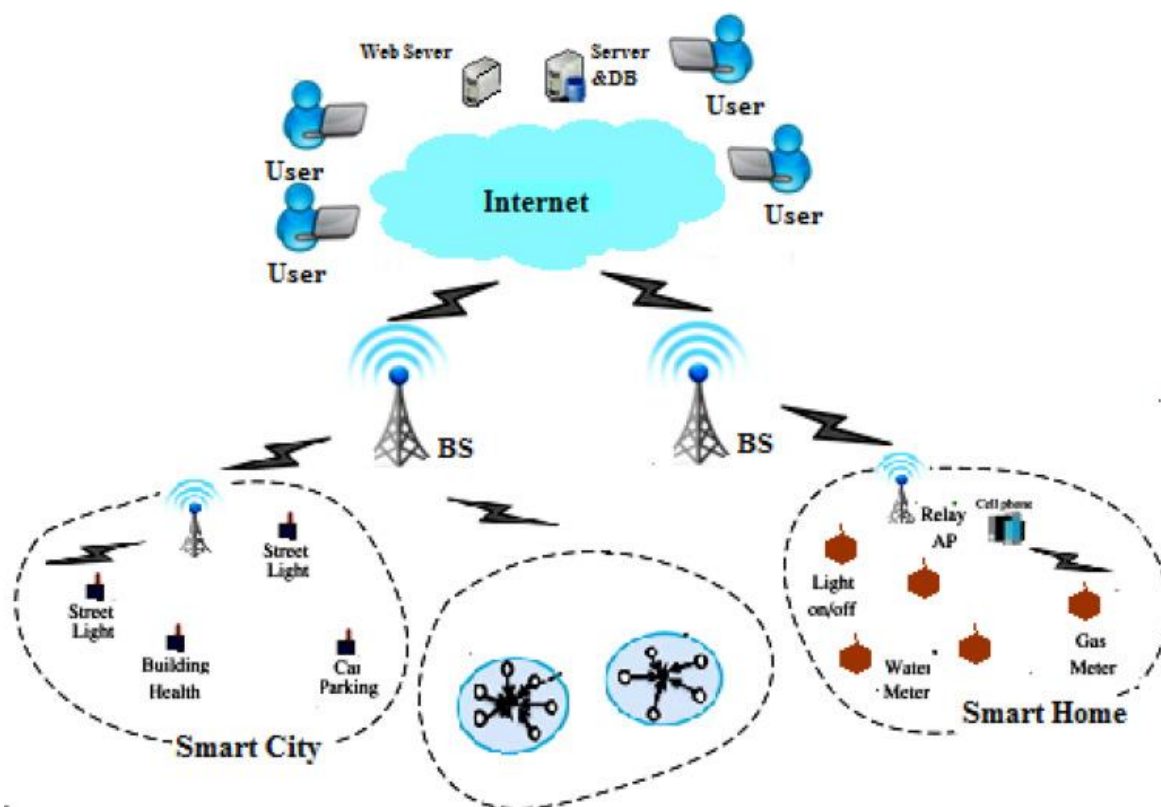 Web Sever
Server
&DB
User
User
User
User
Internet
BS
BS
Street
Light
Street
Light
Building
Health
Car
Parking
Smart City
Relay
AP
Cell phone
Light
on/off
Water
Meter
Gas
Meter
Smart Home